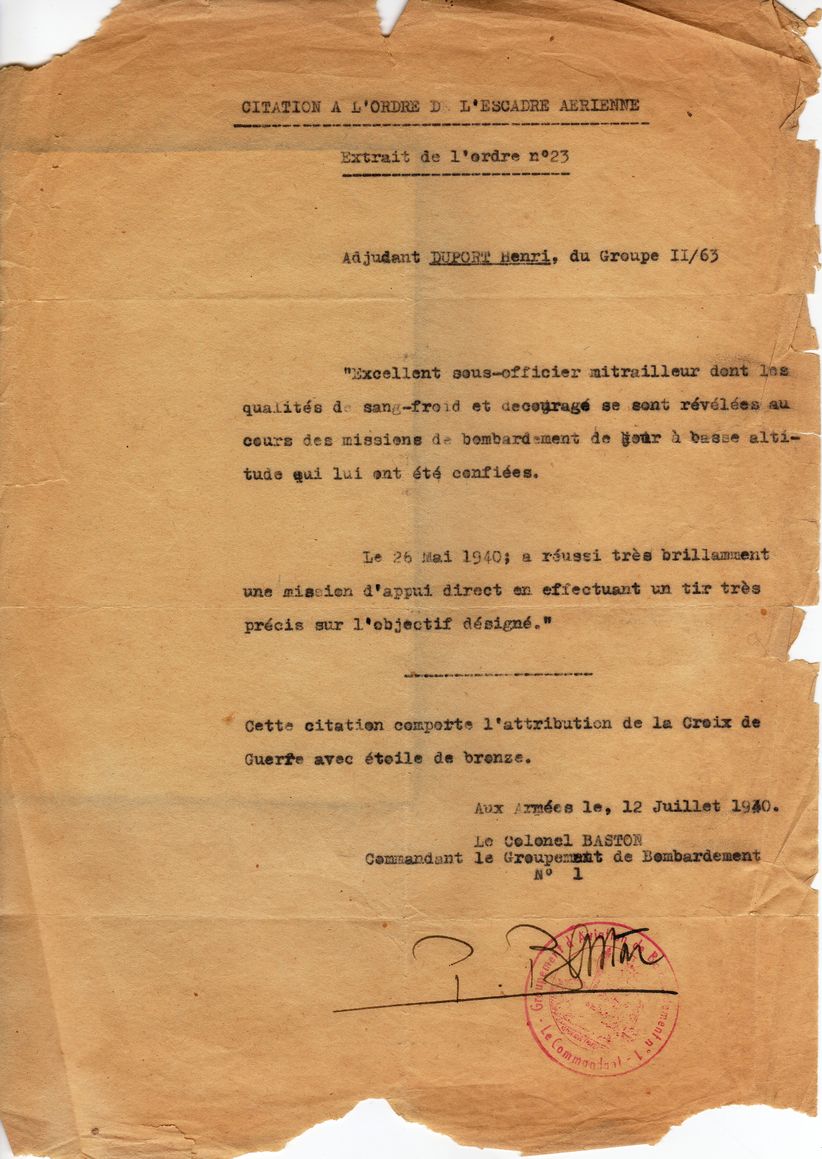 CITATION A L'ORDRE DE L'ESCADRE AERIENNE
Extrait de l'ordre n°23
Adjudant DUPORT Henri, du Groupe II/63
"Excellent sous-officier mitrailleur dont les
qualités de sang-froid et decouragé se sont révélées au
cours des missions de bombardement de jour à basse alti-
tude qui lui ont été confiées.
Le 26 Mai 1940; a réussi très brillamment
une mission d'appui direct en effectuant un tir très
précis sur l'objectif désigné."
Cette citation comporte l'attribution de la Croix de
Guerre avec étoile de bronze.
Aux Armées le, 12 Juillet 1940.
Le Colonel BASTON
Commandant le Groupement de Bombardement
N° 1
P. Baston
Groupement d'Aviation de Bombardement n° 1
- Le Commandant -